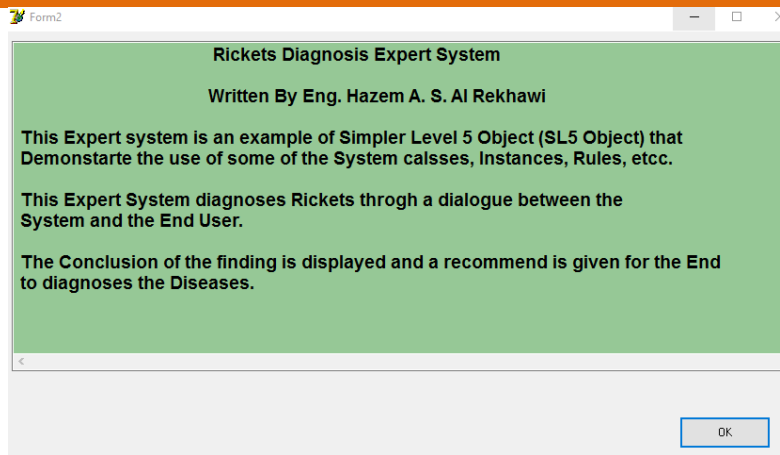 Form2
Rickets Diagnosis Expert System
Written By Eng. Hazem A. S. Al Rekhawi
This Expert system is an example of Simpler Level 5 Object (SL5 Object) that
Demonstarte the use of some of the System calsses, Instances, Rules, etcc.
This Expert System diagnoses Rickets throgh a dialogue between the
System and the End User.
The Conclusion of the finding is displayed and a recommend is given for the End
to diagnoses the Diseases.
OK